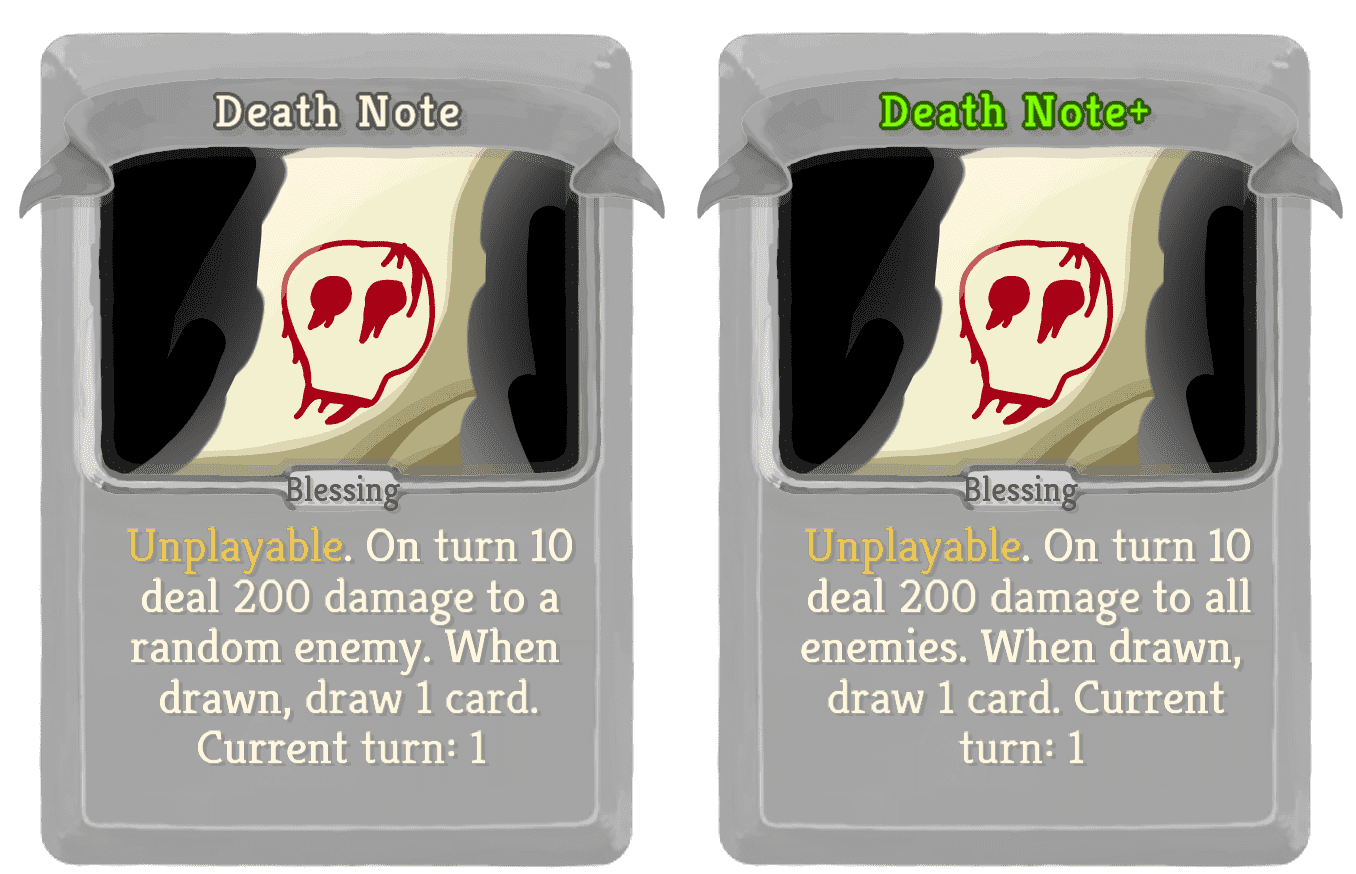 Death Note
Blessing
Unplayable. On turn 10
deal 200 damage to a
random enemy. When
drawn, draw 1 card.
Current turn: 1
Death Note+
Blessing
Unplayable. On turn 10
deal 200 damage to all
enemies. When drawn,
draw 1 card. Current
turn: 1